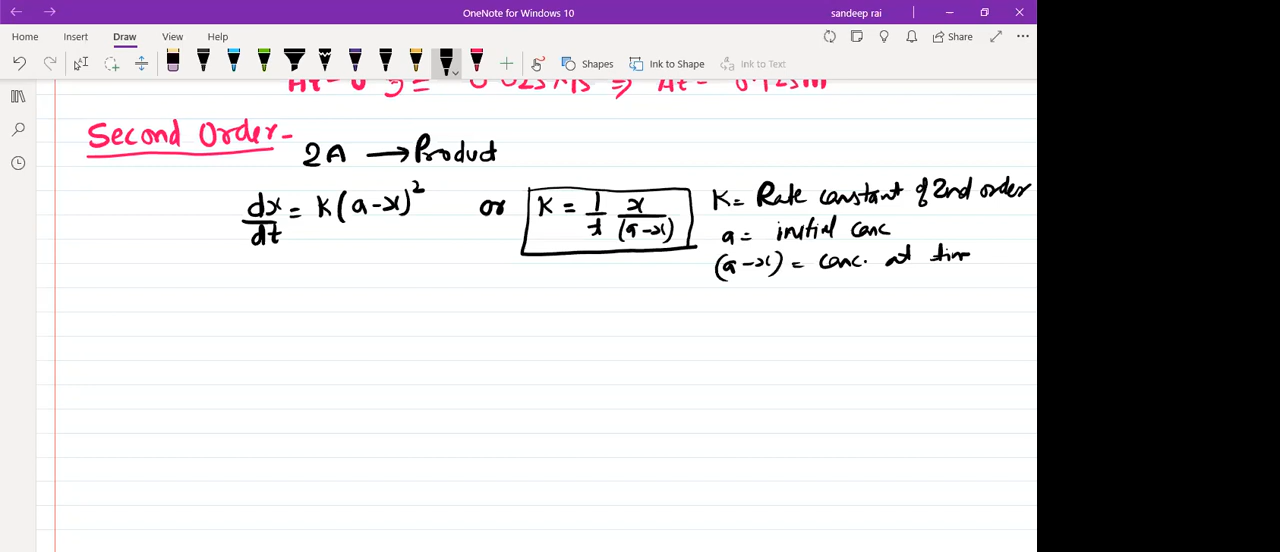 OneNote for Windows 10
sandeep rai
Home Insert Draw View Help
Share
Shapes
Ink to Shape
Ink to Text
Second Order-
2A → Product
dx/dt = K(a-x)² or K = 1/t x/(a-x)
K = Rate constant of 2nd order
a = initial conc
(a-x) = conc. at tim